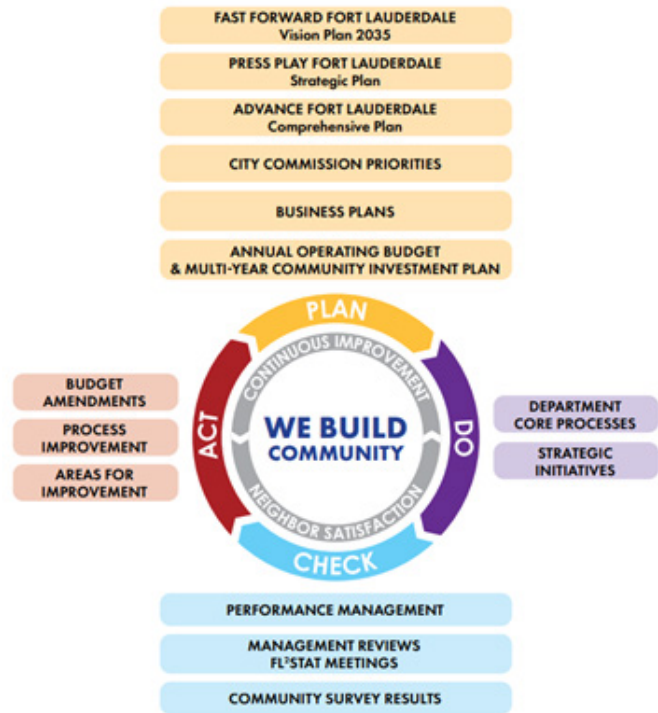 FAST FORWARD FORT LAUDERDALE
Vision Plan 2035
PRESS PLAY FORT LAUDERDALE
Strategic Plan
ADVANCE FORT LAUDERDALE
Comprehensive Plan
CITY COMMISSION PRIORITIES
BUSINESS PLANS
ANNUAL OPERATING BUDGET
& MULTI-YEAR COMMUNITY INVESTMENT PLAN
PLAN
CONTINUOUS IMPROVEMENT
BUDGET
AMENDMENTS
PROCESS
IMPROVEMENT
AREAS FOR
IMPROVEMENT
ACT
WE BUILD
COMMUNITY
DO
DEPARTMENT
CORE PROCESSES
STRATEGIC
INITIATIVES
NEIGHBOR SATISFACTION
CHECK
PERFORMANCE MANAGEMENT
MANAGEMENT REVIEWS
FL²STAT MEETINGS
COMMUNITY SURVEY RESULTS